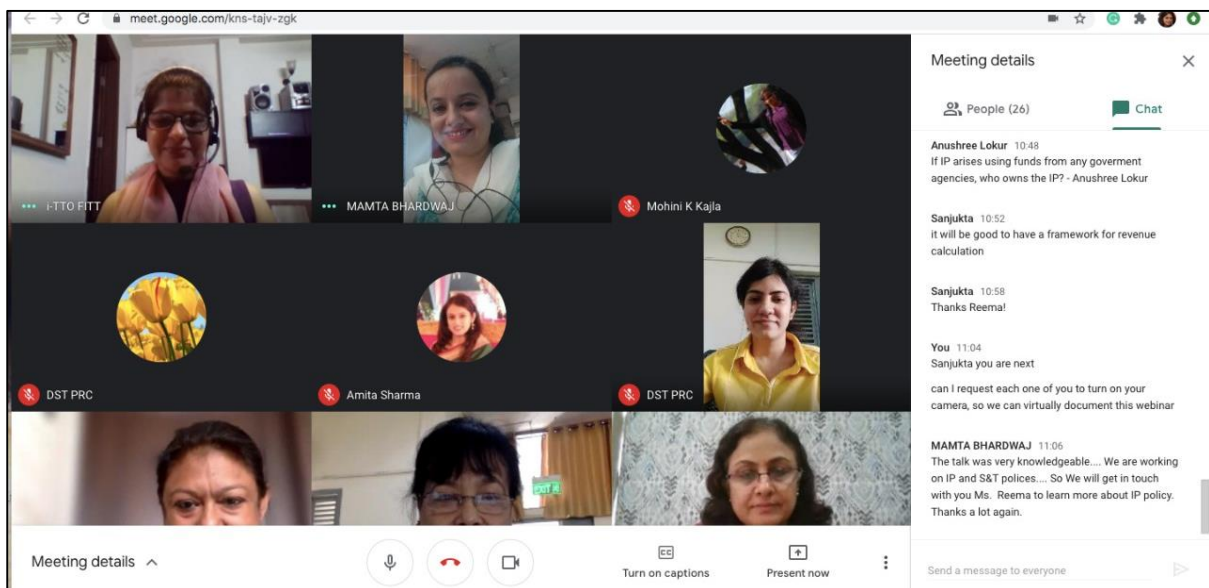 meet.google.com/kns-tajv-zgk
i-TTO FITT
MAMTA BHARDWAJ
Mohini K Kajla
DST PRC
Amita Sharma
DST PRC
EXIT
Meeting details
Turn on captions
Present now
Meeting details
People (26)
Chat
Anushree Lokur 10:48
If IP arises using funds from any goverment
agencies, who owns the IP? - Anushree Lokur
Sanjukta 10:52
it will be good to have a framework for revenue
calculation
Sanjukta 10:58
Thanks Reema!
You 11:04
Sanjukta you are next
can I request each one of you to turn on your
camera, so we can virtually document this webinar
MAMTA BHARDWAJ 11:06
The talk was very knowledgeable.... We are working
on IP and S&T polices.... So We will get in touch
with you Ms. Reema to learn more about IP policy.
Thanks a lot again.
Send a message to everyone